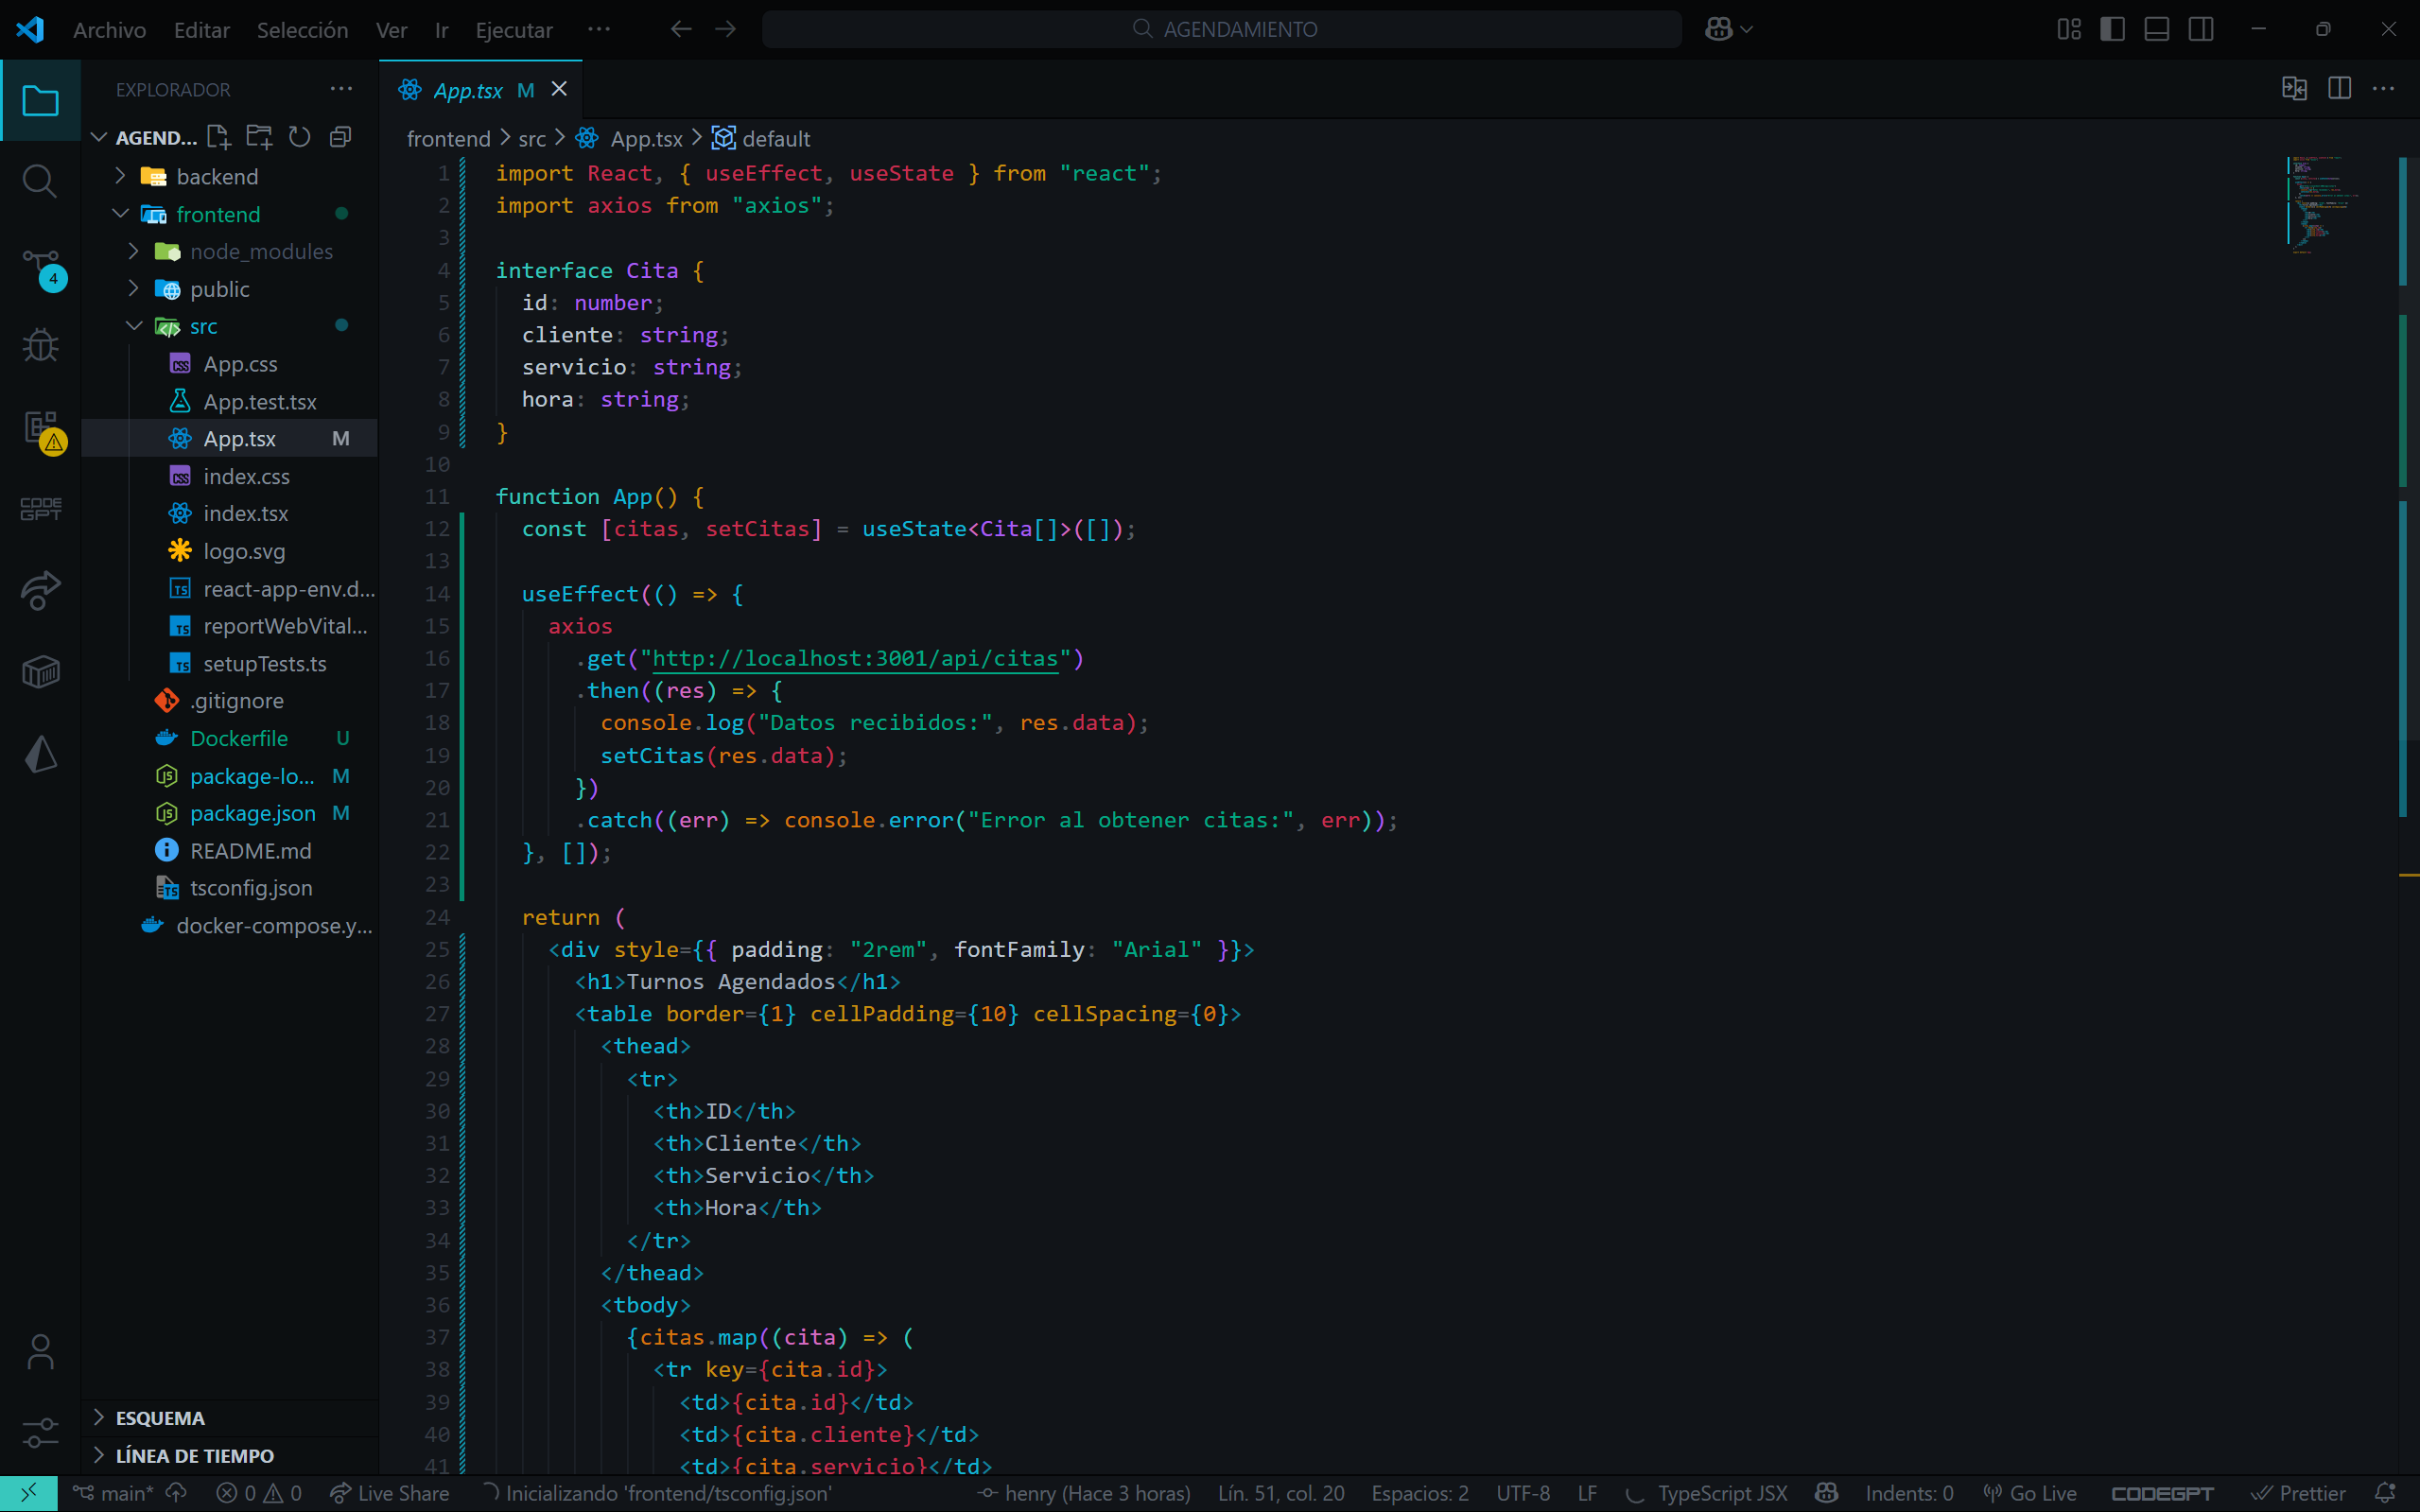 Archivo Editar Selección Ver Ir Ejecutar ··· AGENDAMIENTO
EXPLORADOR ···
AGEND...
backend
frontend
node_modules
public
src
App.css
App.test.tsx
App.tsx M
index.css
index.tsx
logo.svg
react-app-env.d...
reportWebVital...
setupTests.ts
.gitignore
Dockerfile U
package-lo... M
package.json M
README.md
tsconfig.json
docker-compose.y...
ESQUEMA
LÍNEA DE TIEMPO
4
CODE
GPT
App.tsx M
frontend > src > App.tsx > default
1 import React, { useEffect, useState } from "react";
2 import axios from "axios";
3
4 interface Cita {
5 id: number;
6 cliente: string;
7 servicio: string;
8 hora: string;
9 }
10
11 function App() {
12 const [citas, setCitas] = useState<Cita[]>([]);
13
14 useEffect(() => {
15 axios
16 .get("http://localhost:3001/api/citas")
17 .then((res) => {
18 console.log("Datos recibidos:", res.data);
19 setCitas(res.data);
20 })
21 .catch((err) => console.error("Error al obtener citas:", err));
22 }, []);
23
24 return (
25 <div style={{ padding: "2rem", fontFamily: "Arial" }}>
26 <h1>Turnos Agendados</h1>
27 <table border={1} cellPadding={10} cellSpacing={0}>
28 <thead>
29 <tr>
30 <th>ID</th>
31 <th>Cliente</th>
32 <th>Servicio</th>
33 <th>Hora</th>
34 </tr>
35 </thead>
36 <tbody>
37 {citas.map((cita) => (
38 <tr key={cita.id}>
39 <td>{cita.id}</td>
40 <td>{cita.cliente}</td>
41 <td>{cita.servicio}</td>
main* 0 0 Live Share Inicializando 'frontend/tsconfig.json' henry (Hace 3 horas) Lín. 51, col. 20 Espacios: 2 UTF-8 LF TypeScript JSX Indents: 0 Go Live CODEGPT Prettier